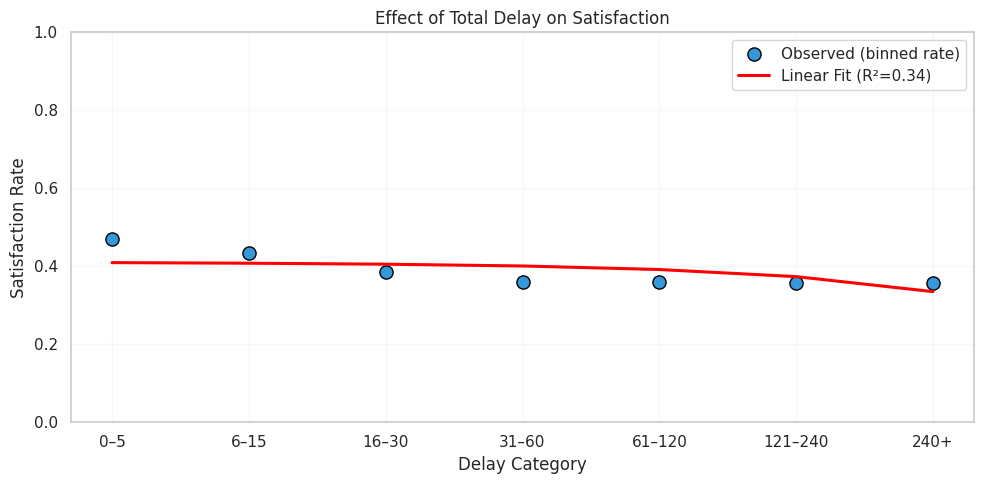 Effect of Total Delay on Satisfaction
Observed (binned rate)
Linear Fit (R²=0.34)
Satisfaction Rate
1.0
0.8
0.6
0.4
0.2
0.0
0–5
6–15
16–30
31–60
61–120
121–240
240+
Delay Category